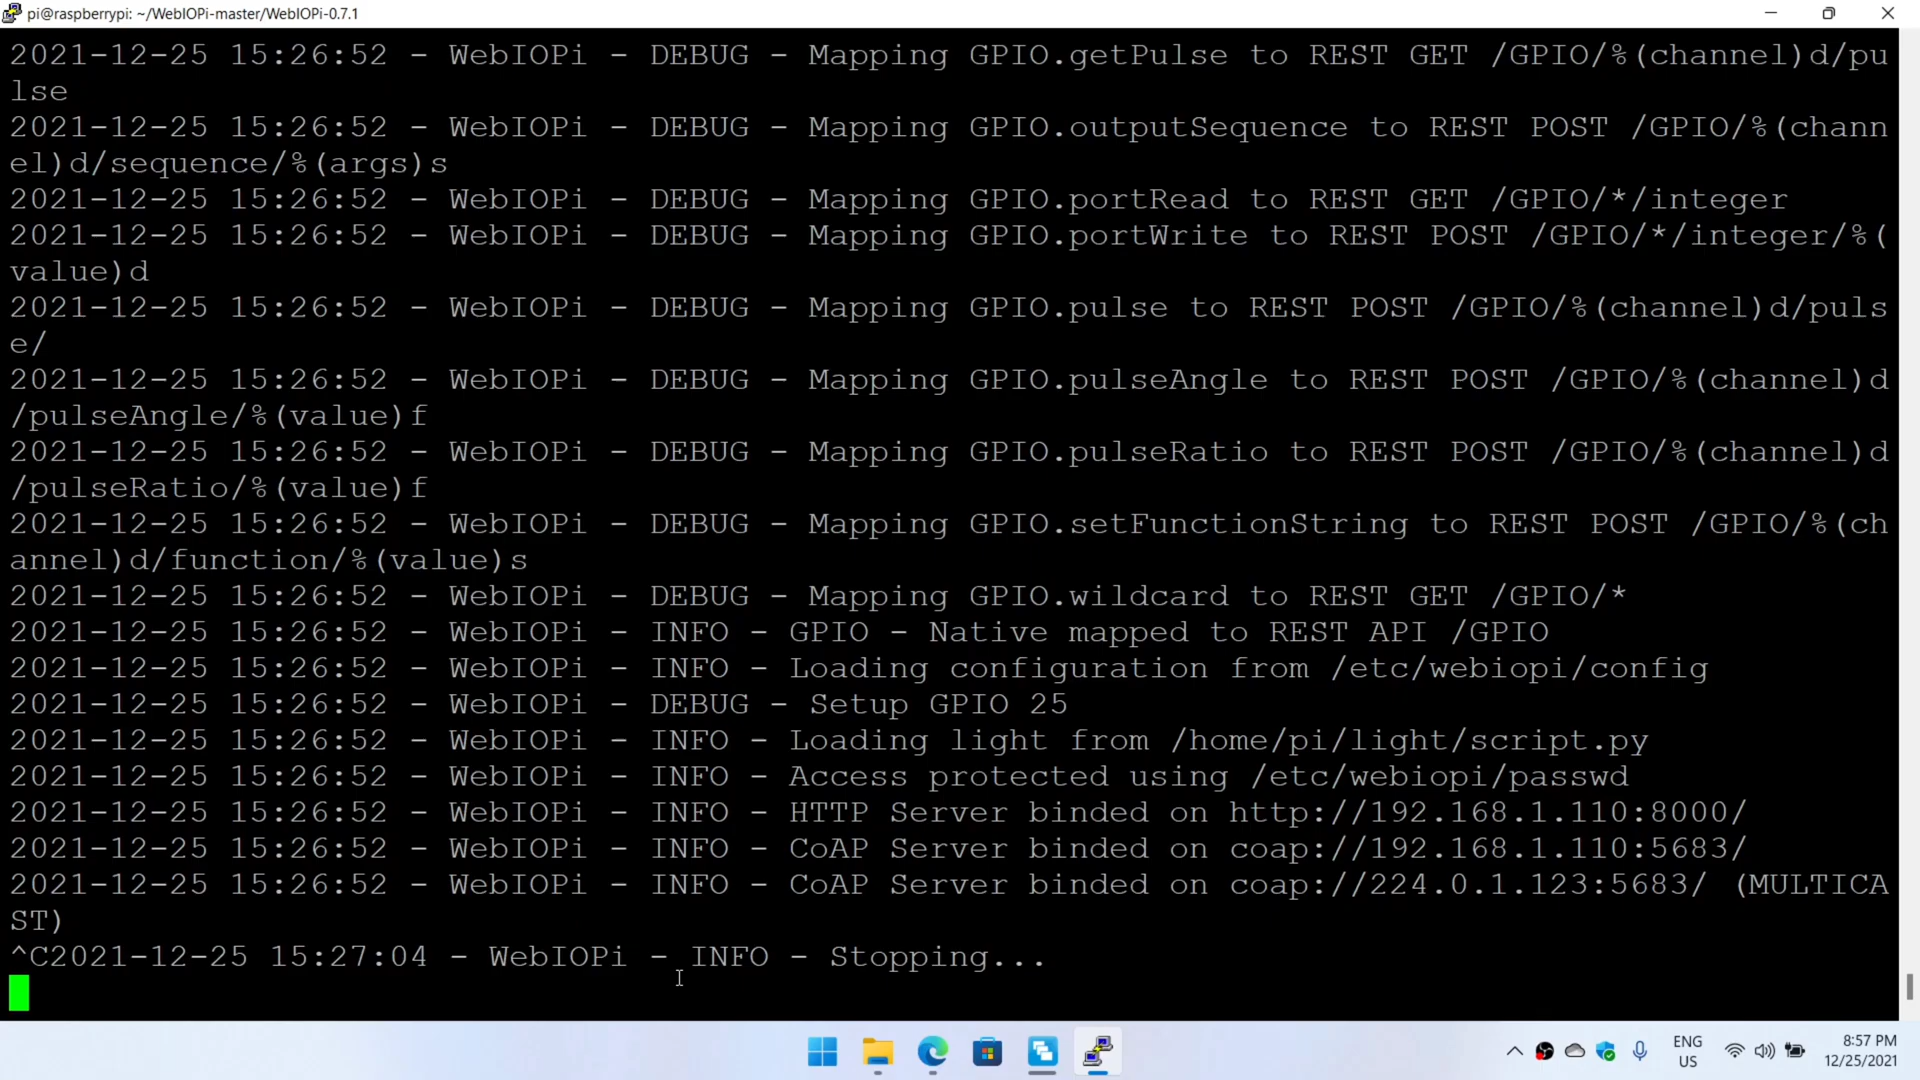 pi@raspberrypi: ~/WebIOPi-master/WebIOPi-0.7.1
2021-12-25 15:26:52 - WebIOPi - DEBUG - Mapping GPIO.getPulse to REST GET /GPIO/%(channel)d/pu
lse
2021-12-25 15:26:52 - WebIOPi - DEBUG - Mapping GPIO.outputSequence to REST POST /GPIO/%(chann
el)d/sequence/%(args)s
2021-12-25 15:26:52 - WebIOPi - DEBUG - Mapping GPIO.portRead to REST GET /GPIO/*/integer
2021-12-25 15:26:52 - WebIOPi - DEBUG - Mapping GPIO.portWrite to REST POST /GPIO/*/integer/%(
value)d
2021-12-25 15:26:52 - WebIOPi - DEBUG - Mapping GPIO.pulse to REST POST /GPIO/%(channel)d/puls
e/
2021-12-25 15:26:52 - WebIOPi - DEBUG - Mapping GPIO.pulseAngle to REST POST /GPIO/%(channel)d
/pulseAngle/%(value)f
2021-12-25 15:26:52 - WebIOPi - DEBUG - Mapping GPIO.pulseRatio to REST POST /GPIO/%(channel)d
/pulseRatio/%(value)f
2021-12-25 15:26:52 - WebIOPi - DEBUG - Mapping GPIO.setFunctionString to REST POST /GPIO/%(ch
annel)d/function/%(value)s
2021-12-25 15:26:52 - WebIOPi - DEBUG - Mapping GPIO.wildcard to REST GET /GPIO/*
2021-12-25 15:26:52 - WebIOPi - INFO - GPIO - Native mapped to REST API /GPIO
2021-12-25 15:26:52 - WebIOPi - INFO - Loading configuration from /etc/webiopi/config
2021-12-25 15:26:52 - WebIOPi - DEBUG - Setup GPIO 25
2021-12-25 15:26:52 - WebIOPi - INFO - Loading light from /home/pi/light/script.py
2021-12-25 15:26:52 - WebIOPi - INFO - Access protected using /etc/webiopi/passwd
2021-12-25 15:26:52 - WebIOPi - INFO - HTTP Server binded on http://192.168.1.110:8000/
2021-12-25 15:26:52 - WebIOPi - INFO - CoAP Server binded on coap://192.168.1.110:5683/
2021-12-25 15:26:52 - WebIOPi - INFO - CoAP Server binded on coap://224.0.1.123:5683/ (MULTICA
ST)
^C2021-12-25 15:27:04 - WebIOPi - INFO - Stopping...
ENG
US
8:57 PM
12/25/2021